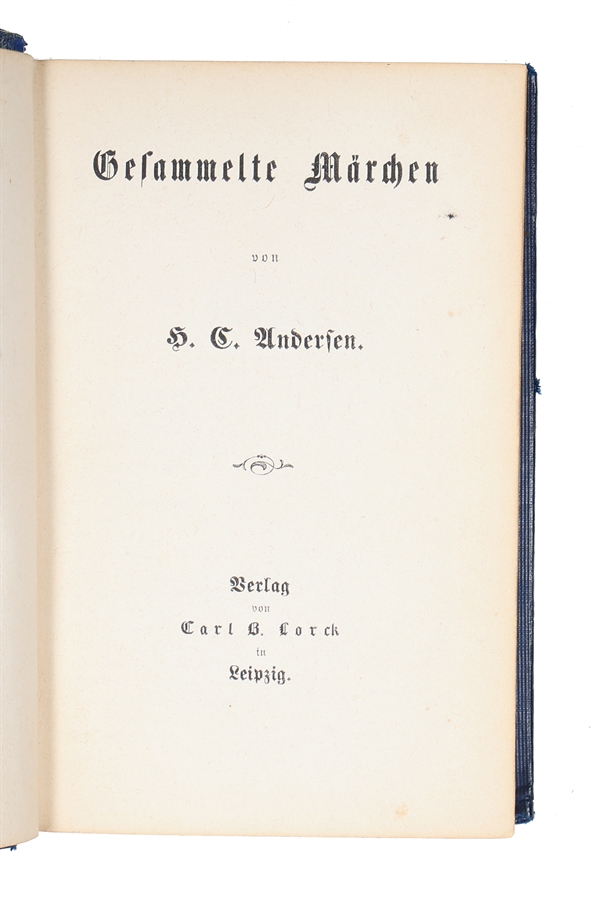 Gesammelte Märchen
von
H. C. Andersen.
Verlag
von
Carl B. Lorck
in
Leipzig.